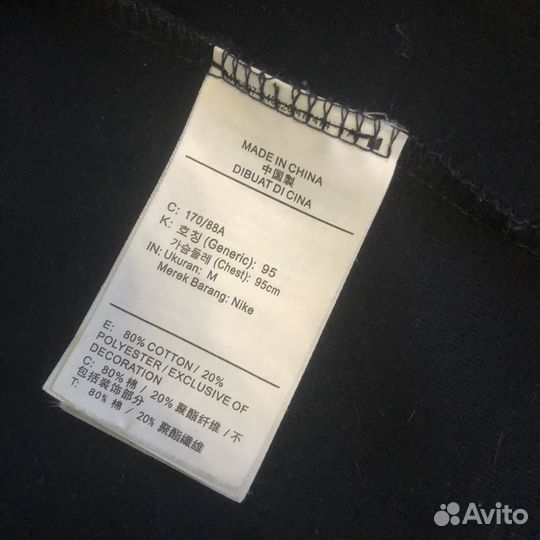 MADE IN CHINA
中国製
DIBUAT DI CINA
C: 170/88A
K: 호칭 (Generic): 95
가슴둘레 (Chest): 95cm
IN: Ukuran: M
Merek Barang: Nike
E: 80% COTTON / 20%
POLYESTER / EXCLUSIVE OF
DECORATION
C: 80% 棉 / 20% 聚酯纤维 / 不
包括装饰部分
T: 80% 棉 / 20% 聚酯纖維
Avito